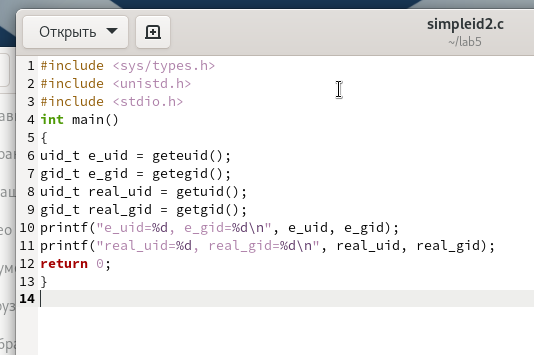 Открыть
simpleid2.c
~/lab5
1 #include <sys/types.h>
2 #include <unistd.h>
3 #include <stdio.h>
4 int main()
5 {
6 uid_t e_uid = geteuid();
7 gid_t e_gid = getegid();
8 uid_t real_uid = getuid();
9 gid_t real_gid = getgid();
10 printf("e_uid=%d, e_gid=%d\n", e_uid, e_gid);
11 printf("real_uid=%d, real_gid=%d\n", real_uid, real_gid);
12 return 0;
13 }
14